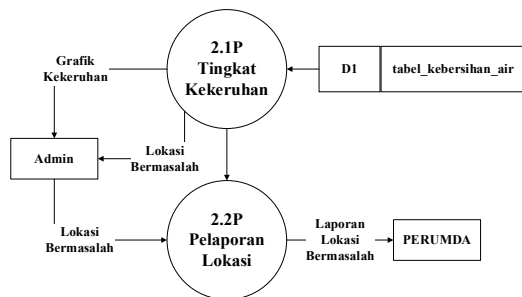 Grafik
Kekeruhan
2.1P
Tingkat
Kekeruhan
D1
tabel_kebersihan_air
Admin
Lokasi
Bermasalah
Lokasi
Bermasalah
2.2P
Pelaporan
Lokasi
Laporan
Lokasi
Bermasalah
PERUMDA